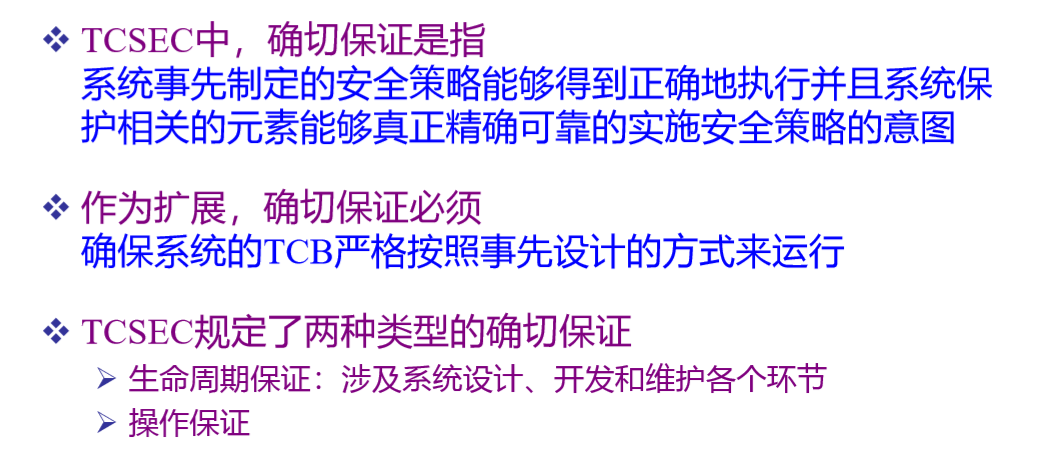 ❖ TCSEC中，确切保证是指
系统事先制定的安全策略能够得到正确地执行并且系统保
护相关的元素能够真正精确可靠的实施安全策略的意图
❖ 作为扩展，确切保证必须
确保系统的TCB严格按照事先设计的方式来运行
❖ TCSEC规定了两种类型的确切保证
➢ 生命周期保证：涉及系统设计、开发和维护各个环节
➢ 操作保证